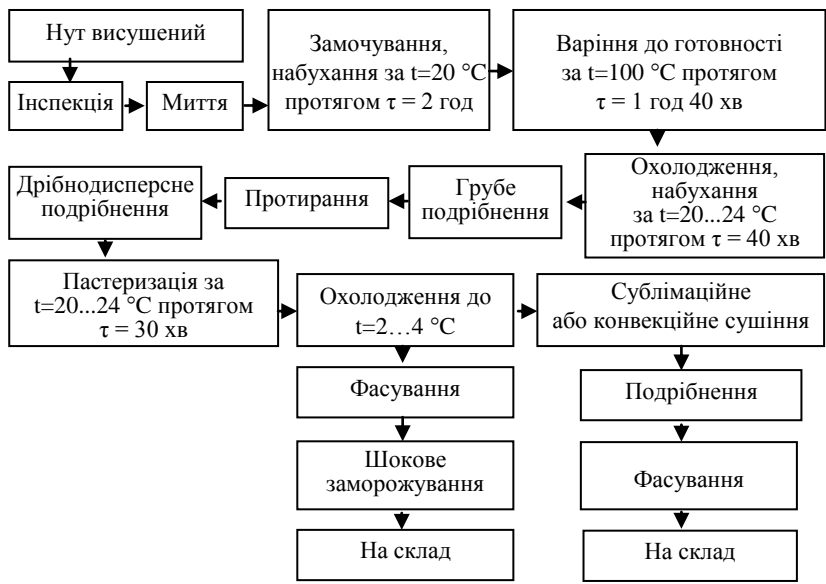 Нут висушений
Інспекція
Миття
Замочування,
набухання за t=20 °C
протягом τ = 2 год
Варіння до готовності
за t=100 °C протягом
τ = 1 год 40 хв
Охолодження,
набухання
за t=20...24 °C
протягом τ = 40 хв
Грубе
подрібнення
Протирання
Дрібнодисперсне
подрібнення
Пастеризація за
t=20...24 °C протягом
τ = 30 хв
Охолодження до
t=2…4 °C
Сублімаційне
або конвекційне сушіння
Фасування
Шокове
заморожування
На склад
Подрібнення
Фасування
На склад